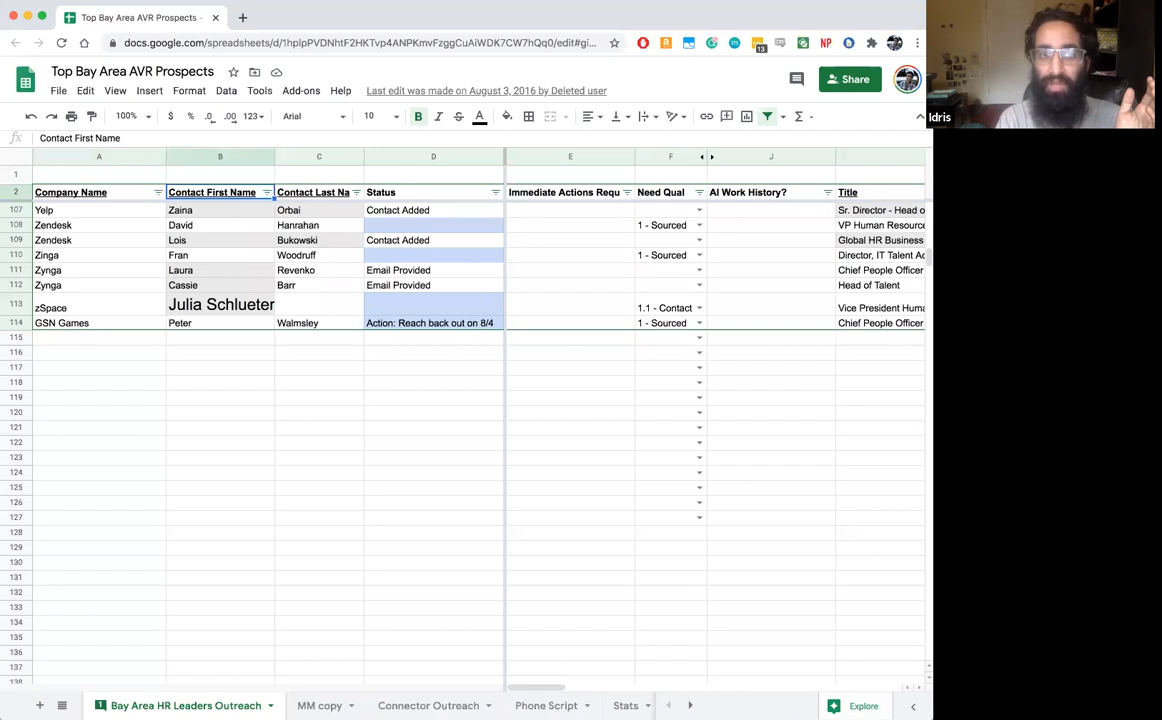 Top Bay Area AVR Prospects -
docs.google.com/spreadsheets/d/1hplpPVDNhtF2HKTvp4ANPKmvFzggCuAiWDK7CW7hQq0/edit#gi...
13
NP
Top Bay Area AVR Prospects
File Edit View Insert Format Data Tools Add-ons Help Last edit was made on August 3, 2016 by Deleted user
Share
Idris
100% $ % .0 .00 123 Arial 10 B I S A
fx Contact First Name
A B C D E F J
1
2 Company Name Contact First Name Contact Last Na Status Immediate Actions Requ Need Qual AI Work History? Title
107 Yelp Zaina Orbai Contact Added Sr. Director - Head o
108 Zendesk David Hanrahan 1 - Sourced VP Human Resource
109 Zendesk Lois Bukowski Contact Added Global HR Business
110 Zinga Fran Woodruff 1 - Sourced Director, IT Talent Ac
111 Zynga Laura Revenko Email Provided Chief People Officer
112 Zynga Cassie Barr Email Provided Head of Talent
113 zSpace Julia Schlueter 1.1 - Contact Vice President Huma
114 GSN Games Peter Walmsley Action: Reach back out on 8/4 1 - Sourced Chief People Officer
115
116
117
118
119
120
121
122
123
124
125
126
127
128
129
130
131
132
133
134
135
136
137
138
1 Bay Area HR Leaders Outreach MM copy Connector Outreach Phone Script Stats Explore